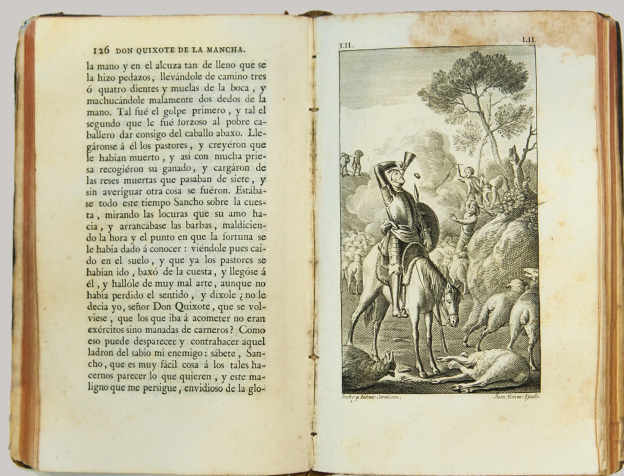 126 DON QUIXOTE DE LA MANCHA.
la mano y en el alcuza tan de lleno que se
la hizo pedazos, llevándole de camino tres
ó quatro dientes y muelas de la boca, y
machucándole malamente dos dedos de la
mano. Tal fué el golpe primero, y tal el
segundo que le fué forzoso al pobre ca-
ballero dar consigo del caballo abaxo. Lle-
gáronse á él los pastores, y creyéron que
le habian muerto, y asi con mucha prie-
sa recogiéron su ganado, y cargáron de
las reses muertas que pasaban de siete, y
sin averiguar otra cosa se fuéron. Estába-
se todo este tiempo Sancho sobre la cues-
ta, mirando las locuras que su amo ha-
cia, y arrancábase las barbas, maldicien-
do la hora y el punto en que la fortuna se
le habia dado á conocer: viéndole pues cai-
do en el suelo, y que ya los pastores se
habian ido, baxó de la cuesta, y llegóse á
él, y hallóle de muy mal arte, aunque no
habia perdido el sentido, y díxole ¿no le
decia yo, señor Don Quixote, que se vol-
viese, que los que iba á acometer no eran
exércitos sino manadas de carneros? Como
eso puede desparecer y contrahacer aquel
ladron del sabio mi enemigo: sábete, San-
cho, que es muy fácil cosa á los tales ha-
cernos parecer lo que quieren, y este ma-
ligno que me persigue, envidioso de la glo-
T.II.
Antonio Carnicero.
Juan Moreno